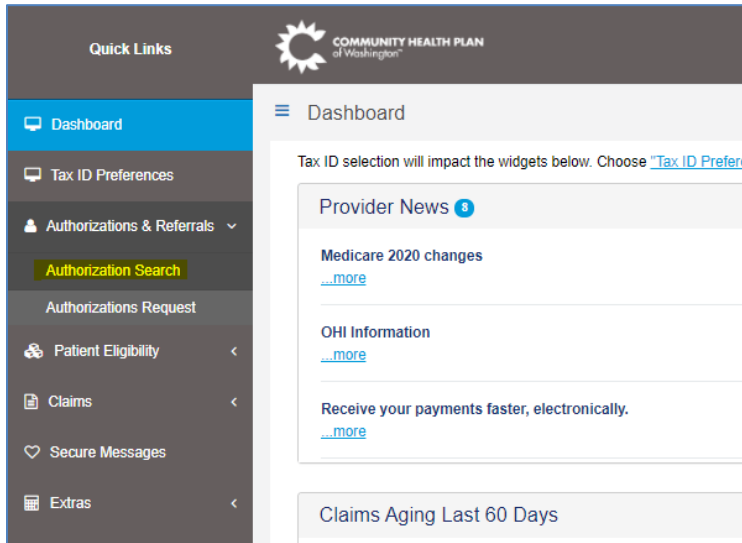 Quick Links
COMMUNITY HEALTH PLAN
of Washington™
Dashboard
Tax ID Preferences
Authorizations & Referrals
Authorization Search
Authorizations Request
Patient Eligibility
Claims
Secure Messages
Extras
Dashboard
Tax ID selection will impact the widgets below. Choose "Tax ID Prefer
Provider News 8
Medicare 2020 changes
...more
OHI Information
...more
Receive your payments faster, electronically.
...more
Claims Aging Last 60 Days